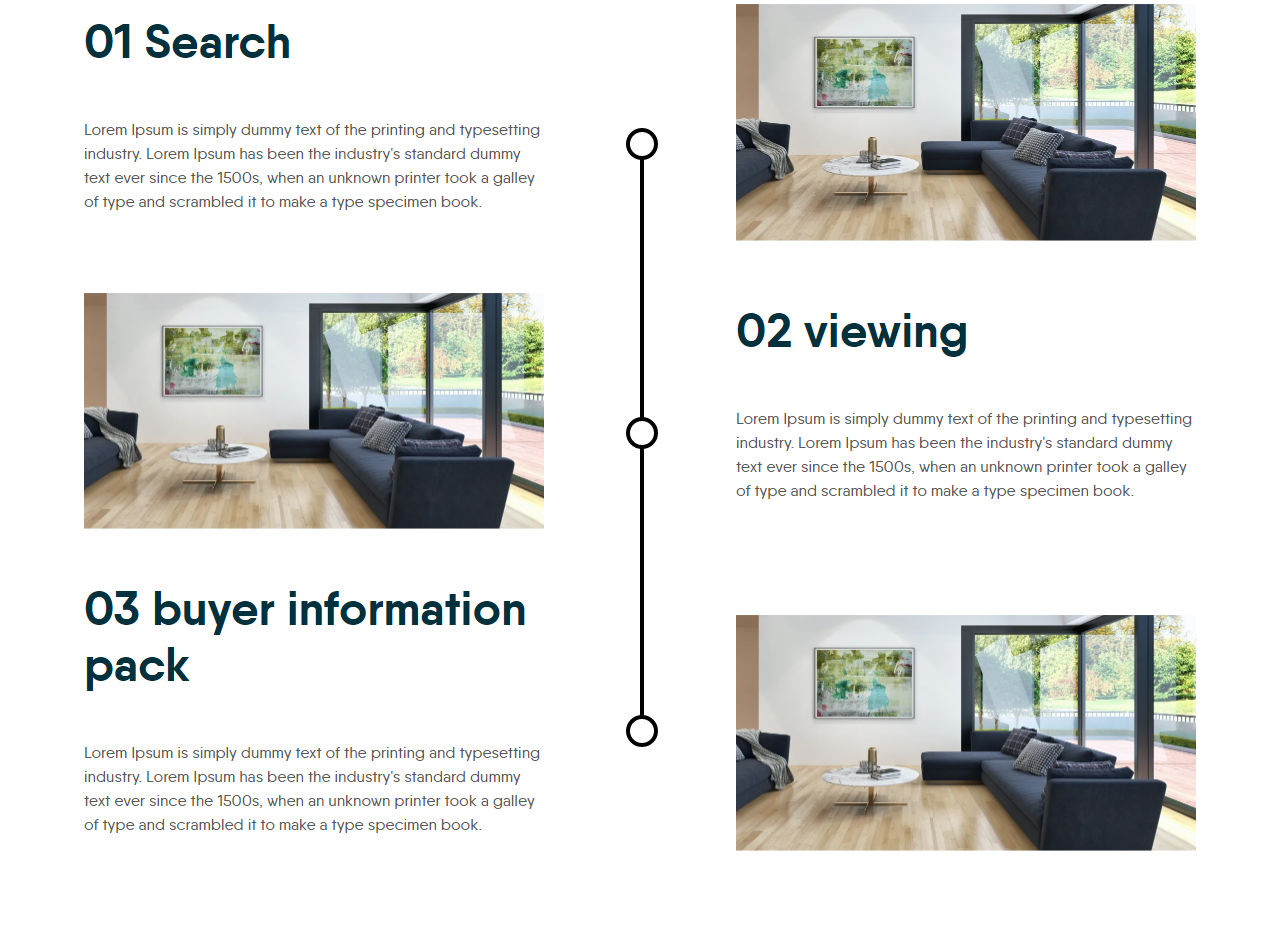 01 Search
Lorem Ipsum is simply dummy text of the printing and typesetting
industry. Lorem Ipsum has been the industry's standard dummy
text ever since the 1500s, when an unknown printer took a galley
of type and scrambled it to make a type specimen book.
02 viewing
Lorem Ipsum is simply dummy text of the printing and typesetting
industry. Lorem Ipsum has been the industry's standard dummy
text ever since the 1500s, when an unknown printer took a galley
of type and scrambled it to make a type specimen book.
03 buyer information
pack
Lorem Ipsum is simply dummy text of the printing and typesetting
industry. Lorem Ipsum has been the industry's standard dummy
text ever since the 1500s, when an unknown printer took a galley
of type and scrambled it to make a type specimen book.